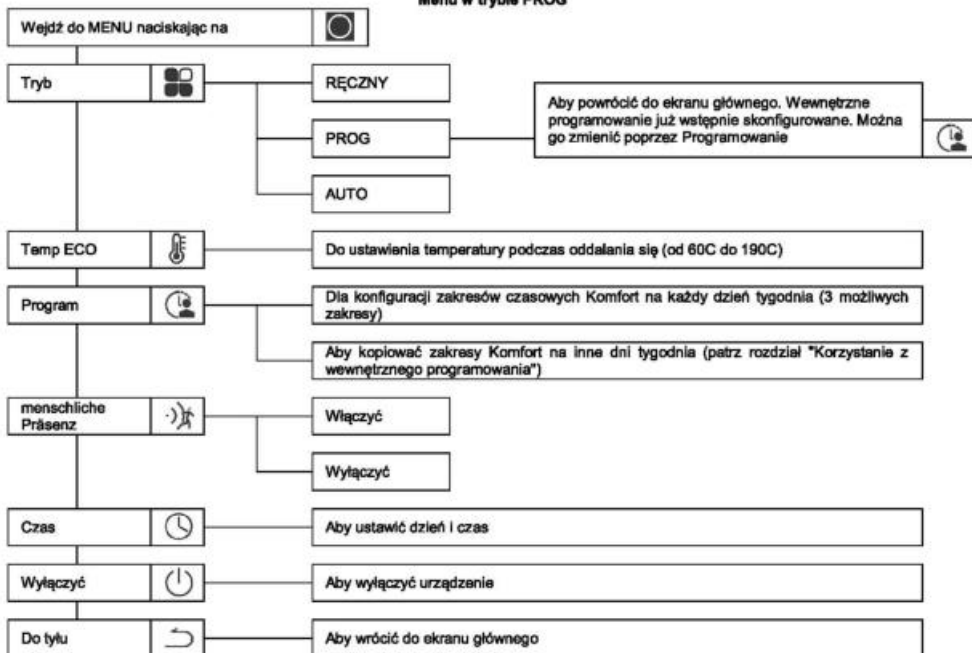 Menu w trybie PROG
Wejdź do MENU naciskając na
Tryb
RĘCZNY
PROG
Aby powrócić do ekranu głównego. Wewnętrzne
programowanie już wstępnie skonfigurowane. Można
go zmienić poprzez Programowanie
AUTO
Temp ECO
Do ustawienia temperatury podczas oddalania się (od 60C do 190C)
Program
Dla konfiguracji zakresów czasowych Komfort na każdy dzień tygodnia (3 możliwych
zakresy)
Aby kopiować zakresy Komfort na inne dni tygodnia (patrz rozdział "Korzystanie z
wewnętrznego programowania")
menschliche
Präsenz
Włączyć
Wyłączyć
Czas
Aby ustawić dzień i czas
Wyłączyć
Aby wyłączyć urządzenie
Do tyłu
Aby wrócić do ekranu głównego